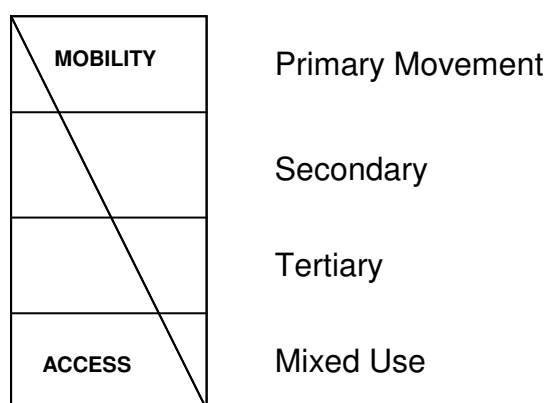 MOBILITY
Primary Movement
Secondary
Tertiary
ACCESS
Mixed Use